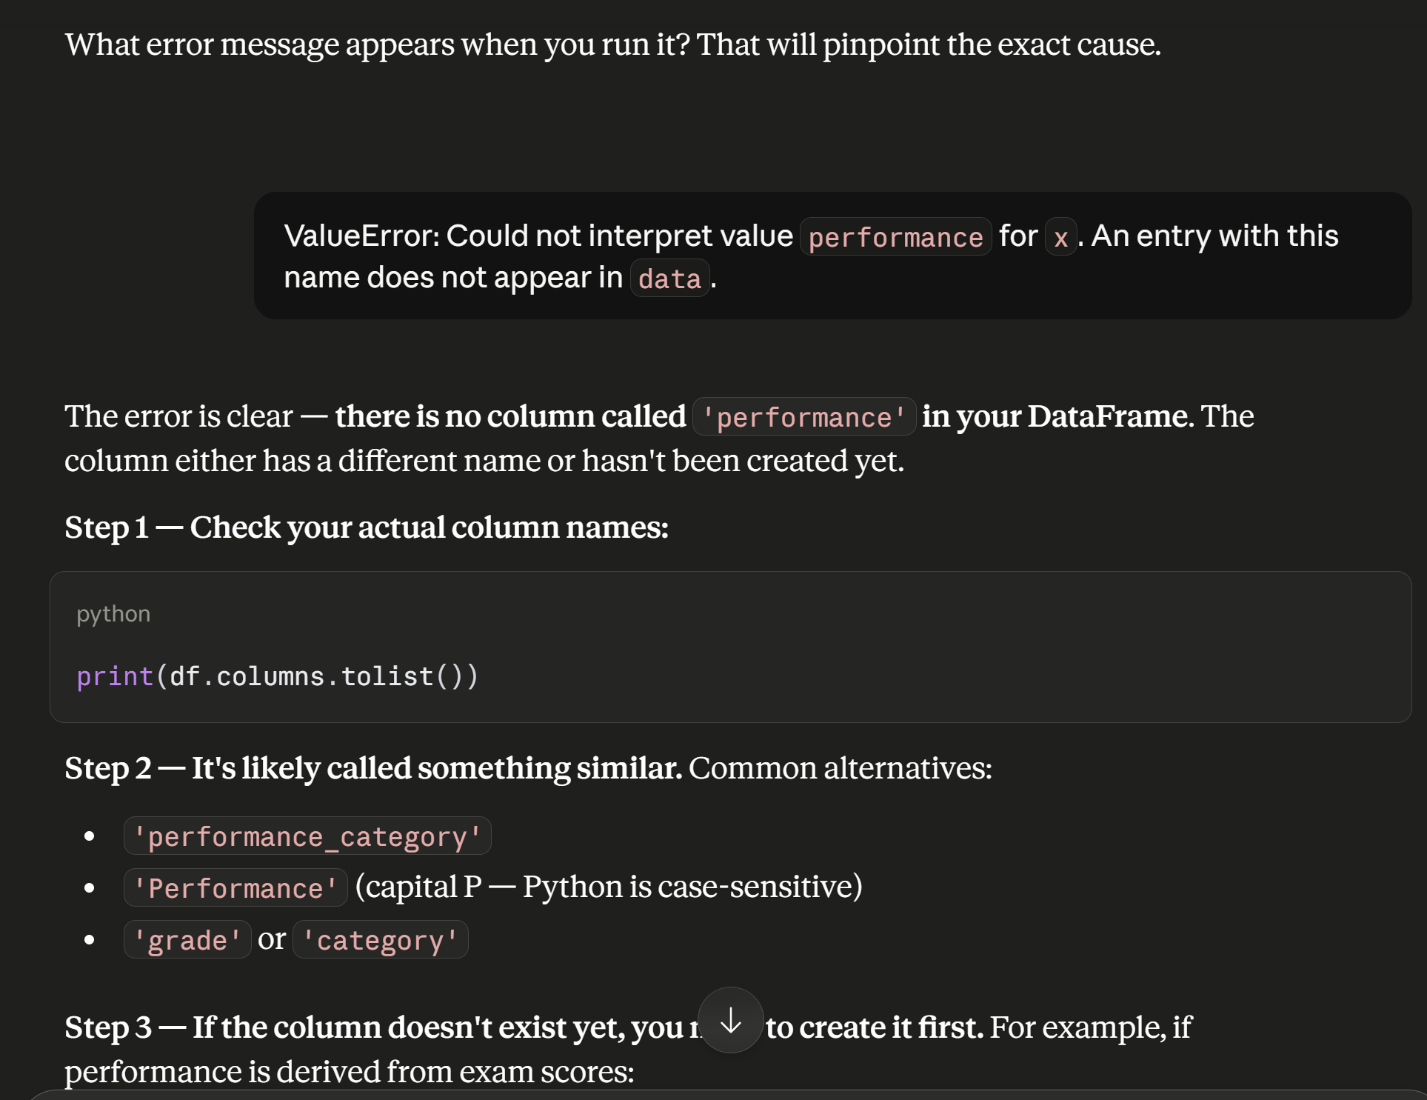 What error message appears when you run it? That will pinpoint the exact cause.
ValueError: Could not interpret value performance for x. An entry with this
name does not appear in data.
The error is clear — there is no column called 'performance' in your DataFrame. The
column either has a different name or hasn't been created yet.
Step 1 — Check your actual column names:
python
print(df.columns.tolist())
Step 2 — It's likely called something similar. Common alternatives:
• 'performance_category'
• 'Performance' (capital P — Python is case-sensitive)
• 'grade' or 'category'
Step 3 — If the column doesn't exist yet, you to create it first. For example, if
performance is derived from exam scores: